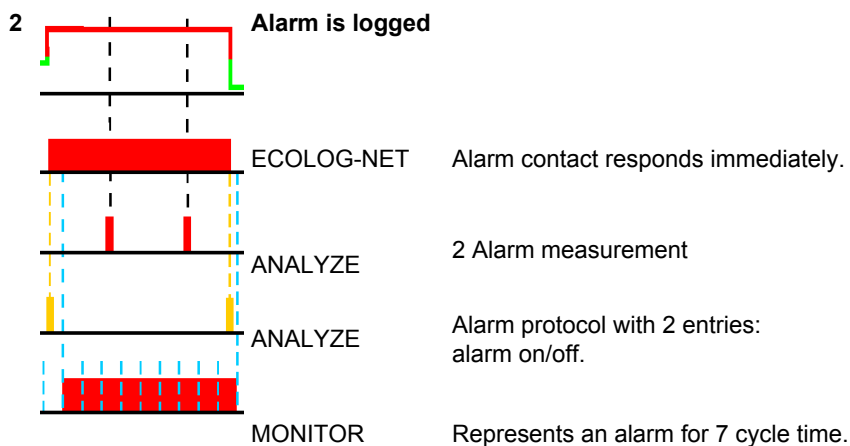 2 Alarm is logged
ECOLOG-NET Alarm contact responds immediately.
ANALYZE 2 Alarm measurement
ANALYZE Alarm protocol with 2 entries:
alarm on/off.
MONITOR Represents an alarm for 7 cycle time.